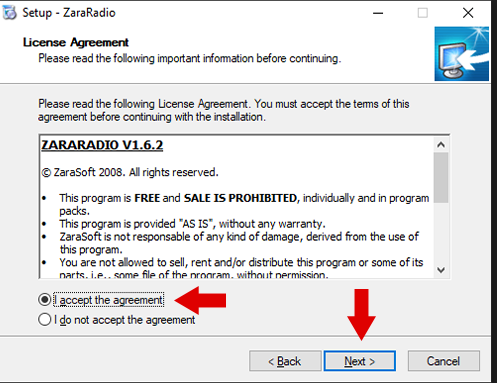 Setup - ZaraRadio
License Agreement
Please read the following important information before continuing.
Please read the following License Agreement. You must accept the terms of this
agreement before continuing with the installation.
ZARARADIO V1.6.2
© ZaraSoft 2008. All rights reserved.
• This program is FREE and SALE IS PROHIBITED, individually and in program
packs.
• This program is provided "AS IS", without any warranty.
• ZaraSoft is not responsable of any kind of damage, derived from the use of
this program.
• You are not allowed to sell, rent and/or distribute this program or some of its
parts, i.e., some file of the program, without permission.
I accept the agreement
I do not accept the agreement
< Back
Next >
Cancel